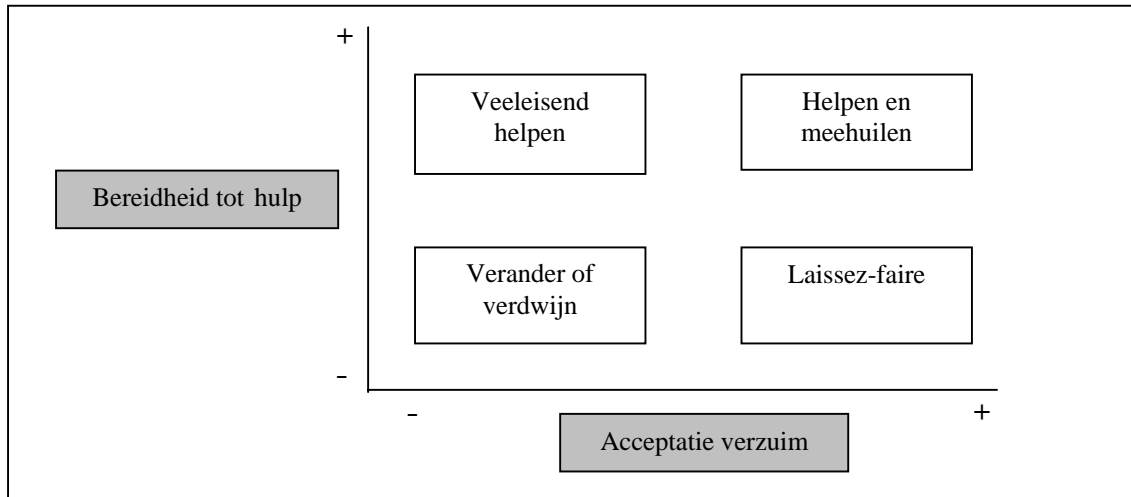 +
Veeleisend
helpen
Helpen en
meehuilen
Bereidheid tot hulp
Verander of
verdwijn
Laissez-faire
-
-
+
Acceptatie verzuim